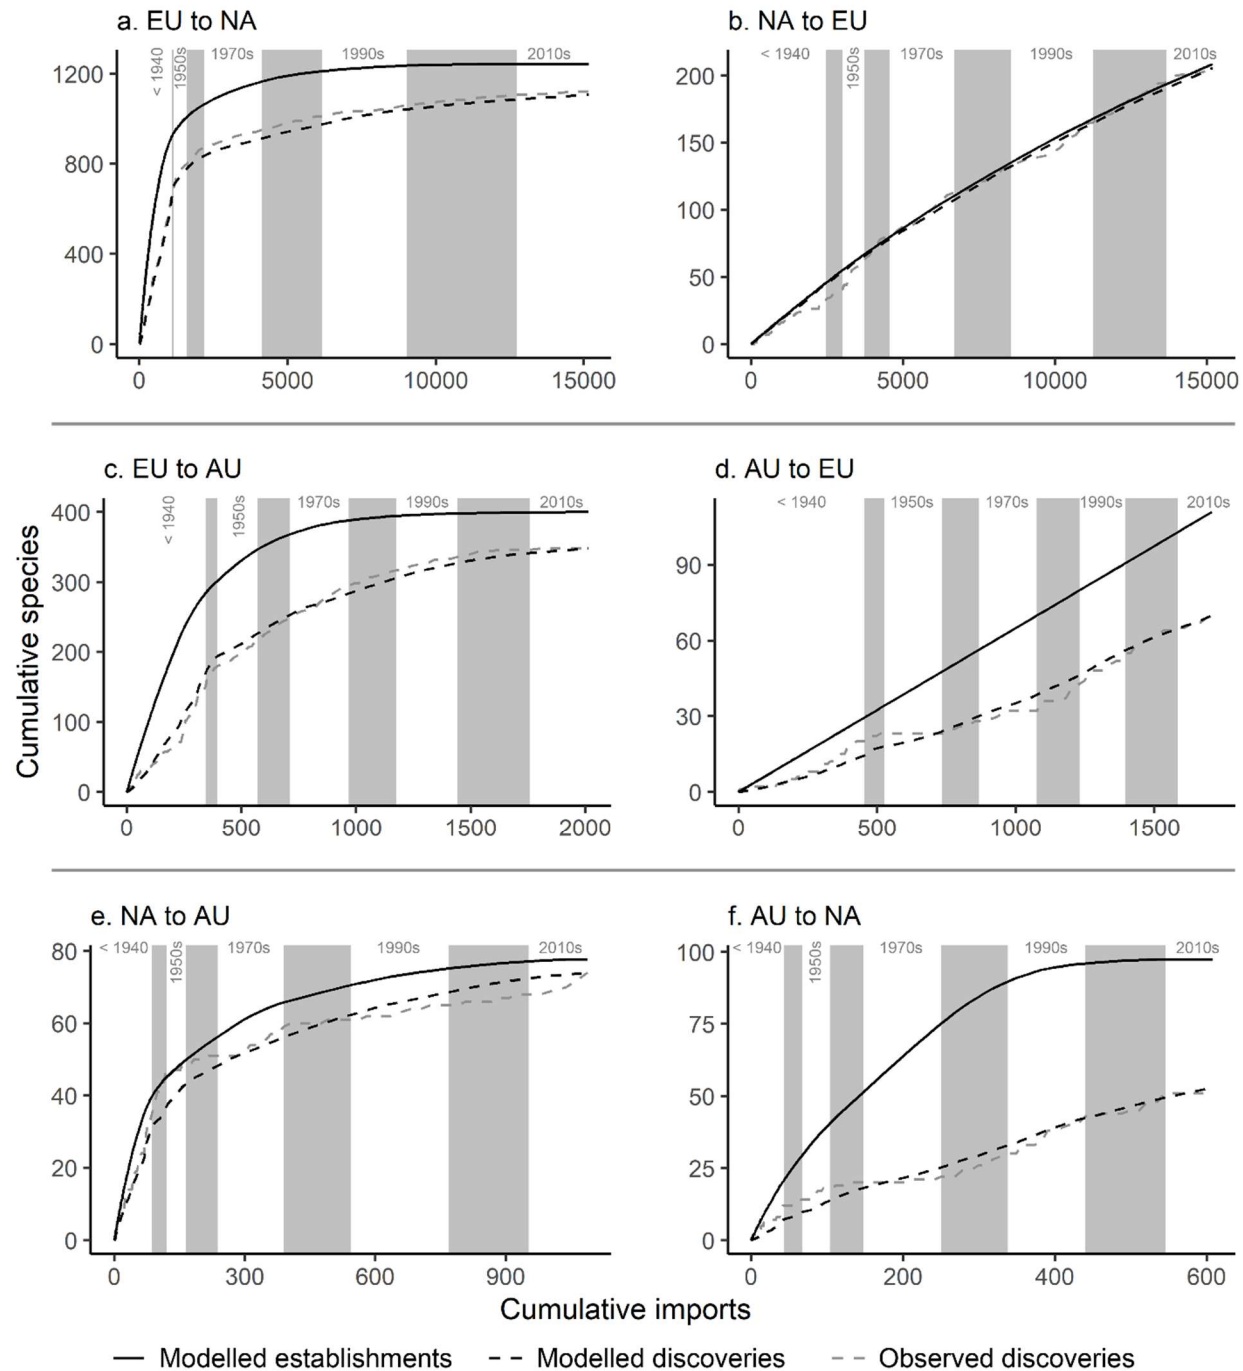 a. EU to NA
b. NA to EU
< 1940 1950s 1970s 1990s 2010s
< 1940 1950s 1970s 1990s 2010s
1200
800
400
0
200
150
100
50
0
0 5000 10000 15000
0 5000 10000 15000
c. EU to AU
d. AU to EU
< 1940 1950s 1970s 1990s 2010s
< 1940 1950s 1970s 1990s 2010s
Cumulative species
400
300
200
100
0
90
60
30
0
0 500 1000 1500 2000
0 500 1000 1500
e. NA to AU
f. AU to NA
< 1940 1950s 1970s 1990s 2010s
< 1940 1950s 1970s 1990s 2010s
80
60
40
20
0
100
75
50
25
0
0 300 600 900
0 200 400 600
Cumulative imports
Modelled establishments Modelled discoveries Observed discoveries